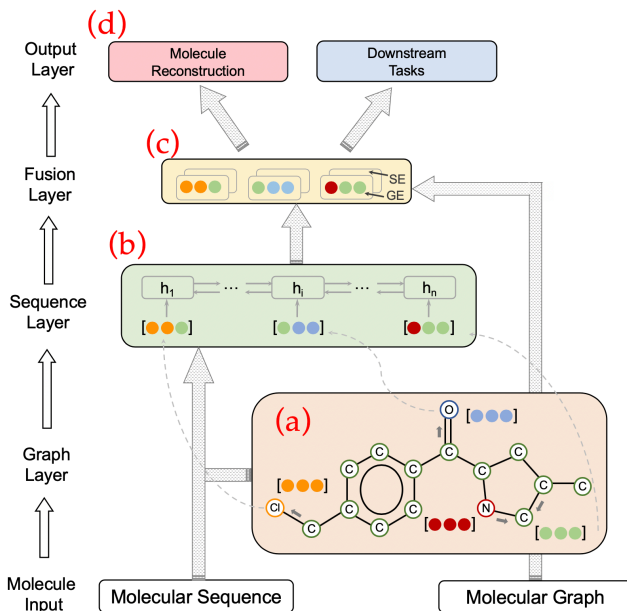 (d)
Output
Layer
Molecule
Reconstruction
Downstream
Tasks
(c)
Fusion
Layer
SE
GE
(b)
Sequence
Layer
h1 ... hi ... hn
[ ] [ ] [ ]
(a)
Graph
Layer
O [ ]
C C C C C
C C C C
[ ]
Cl C C C [ ] N C [ ]
Molecule
Input
Molecular Sequence
Molecular Graph